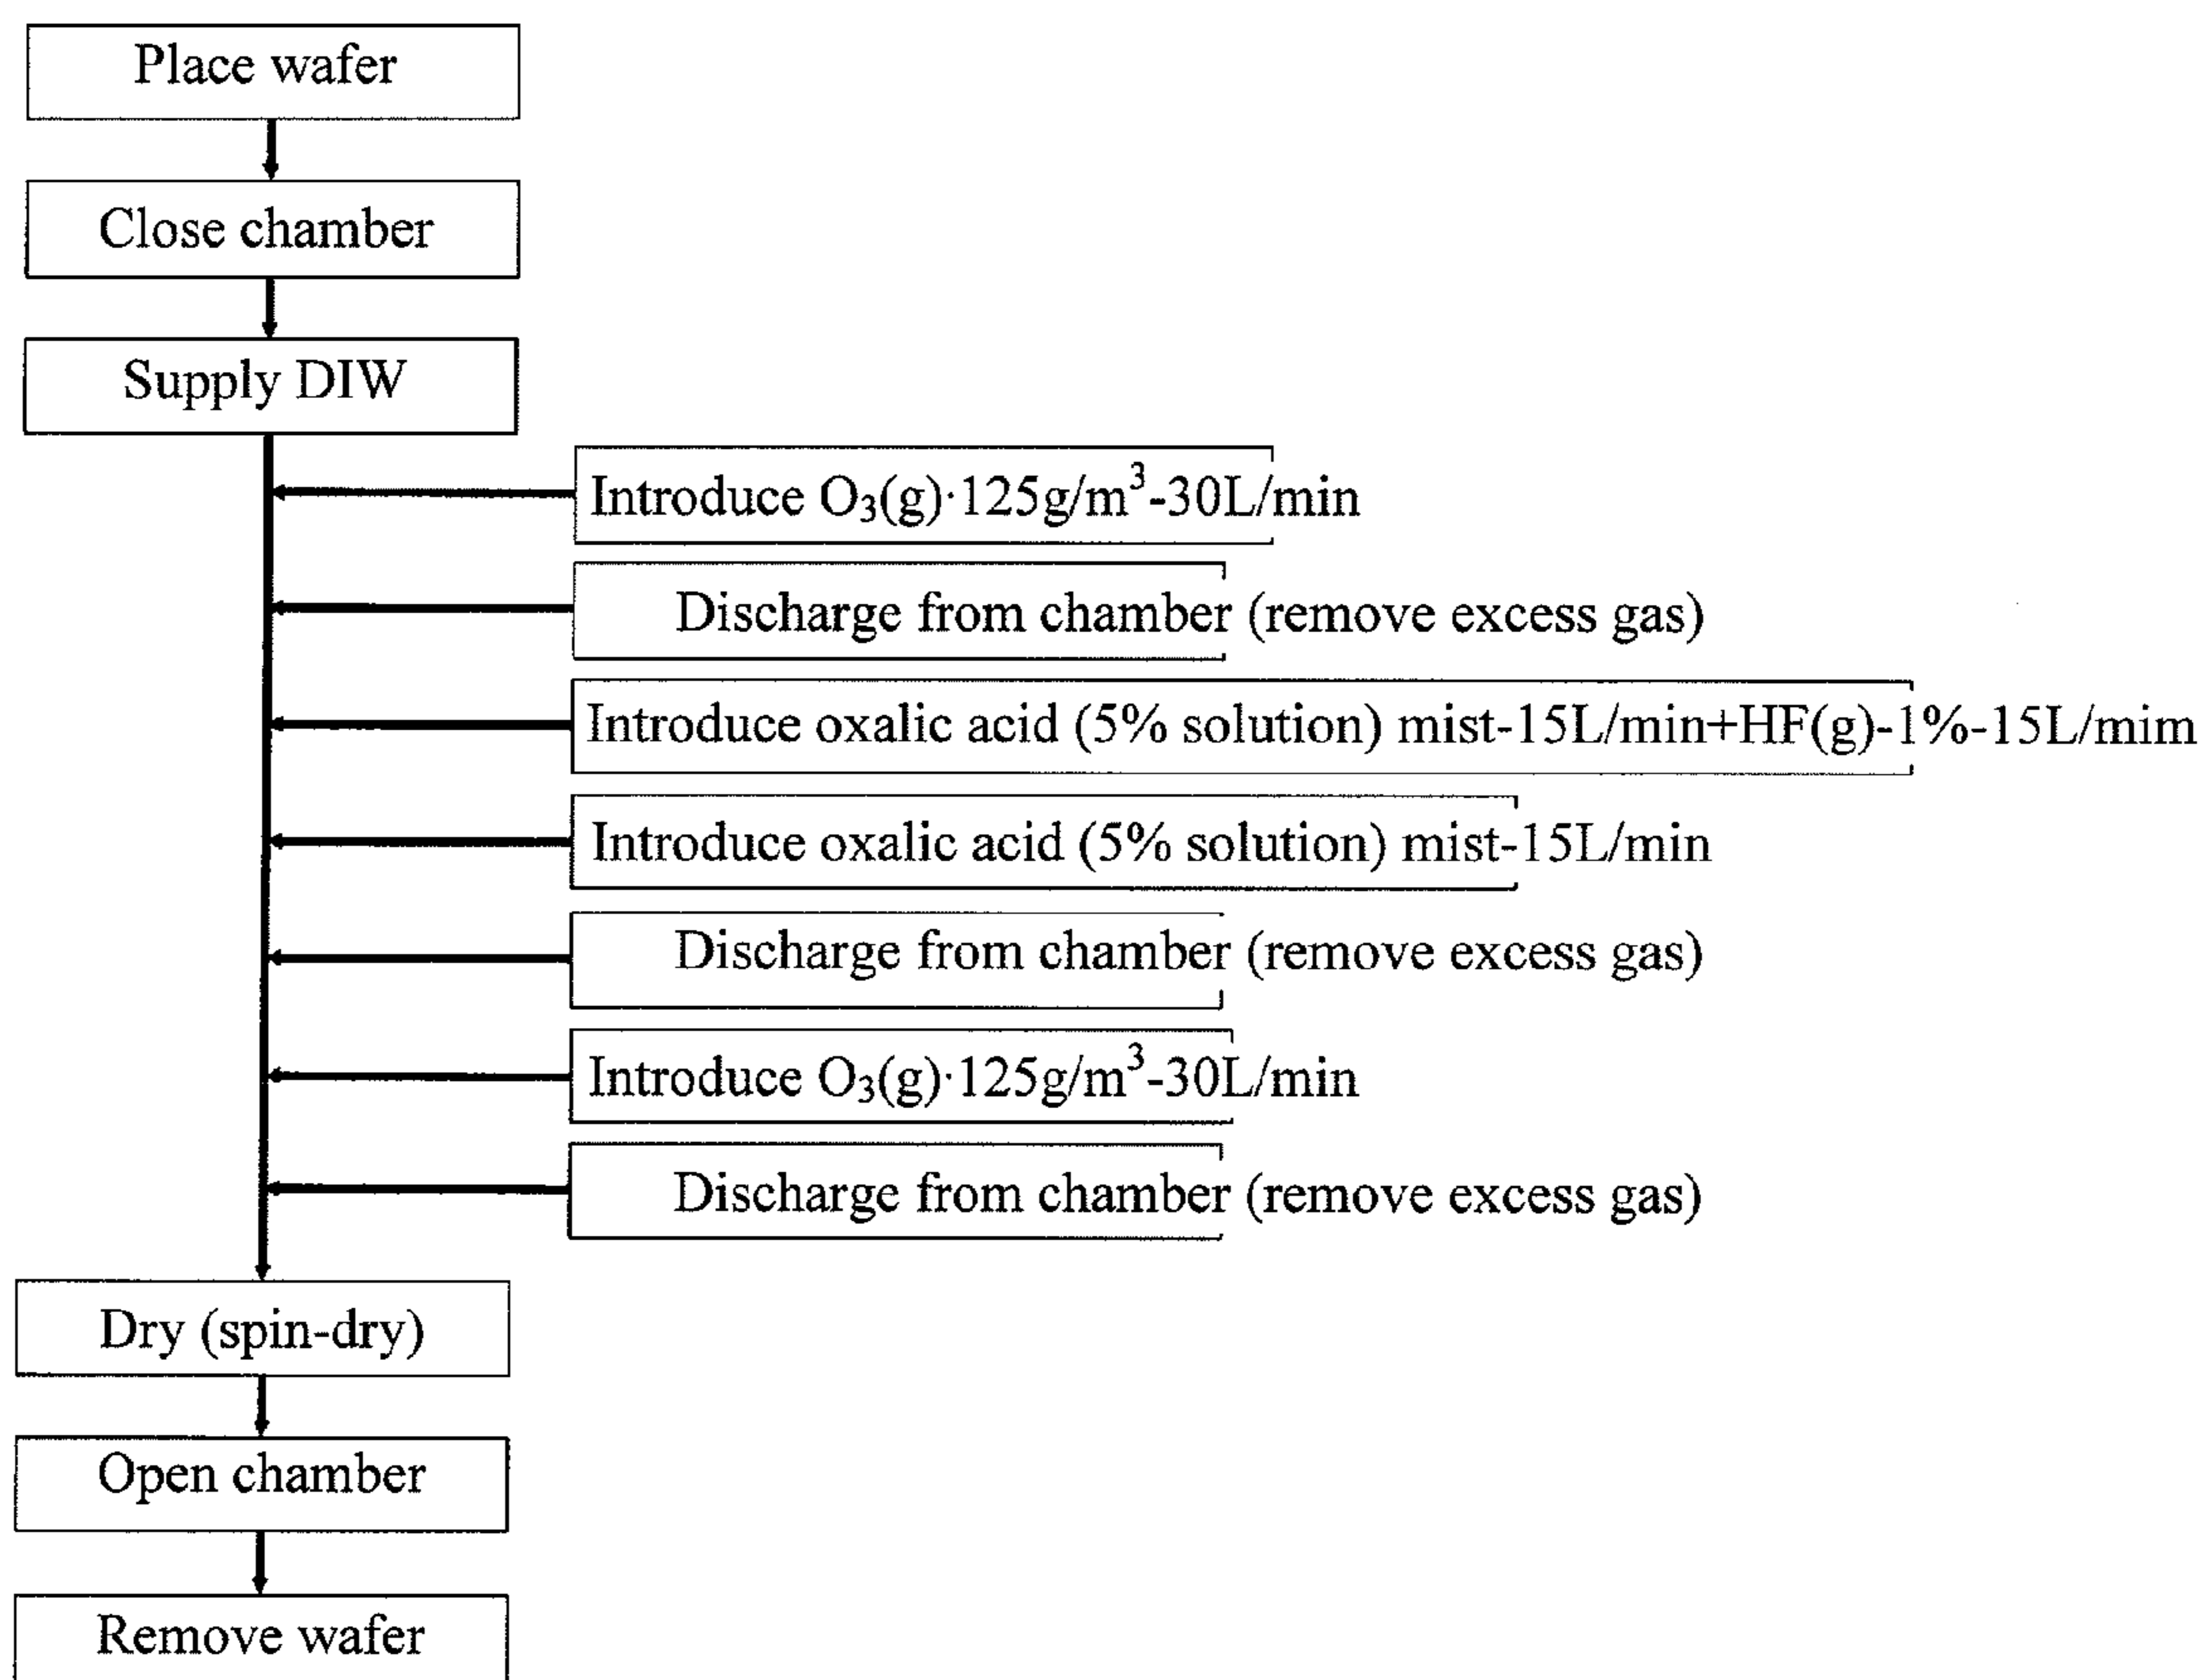 Place wafer
Close chamber
Supply DIW
Introduce O₃(g)·125g/m³-30L/min
Discharge from chamber (remove excess gas)
Introduce oxalic acid (5% solution) mist-15L/min+HF(g)-1%-15L/mim
Introduce oxalic acid (5% solution) mist-15L/min
Discharge from chamber (remove excess gas)
Introduce O₃(g)·125g/m³-30L/min
Discharge from chamber (remove excess gas)
Dry (spin-dry)
Open chamber
Remove wafer